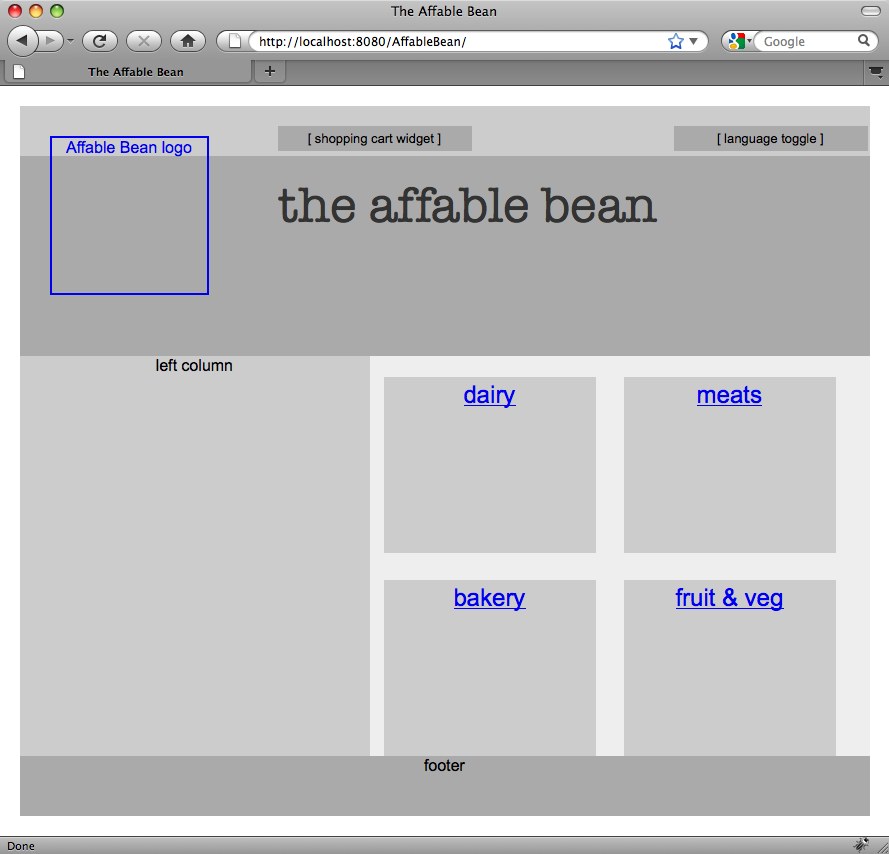 The Affable Bean
http://localhost:8080/AffableBean/
Google
The Affable Bean
Affable Bean logo
[ shopping cart widget ]
[ language toggle ]
the affable bean
left column
dairy
meats
bakery
fruit & veg
footer
Done